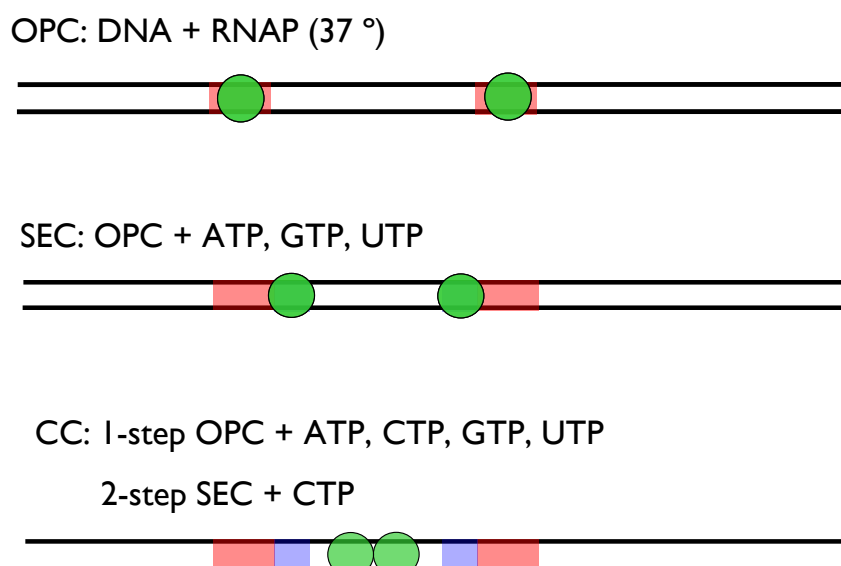 OPC: DNA + RNAP (37 º)
SEC: OPC + ATP, GTP, UTP
CC: 1-step OPC + ATP, CTP, GTP, UTP
2-step SEC + CTP